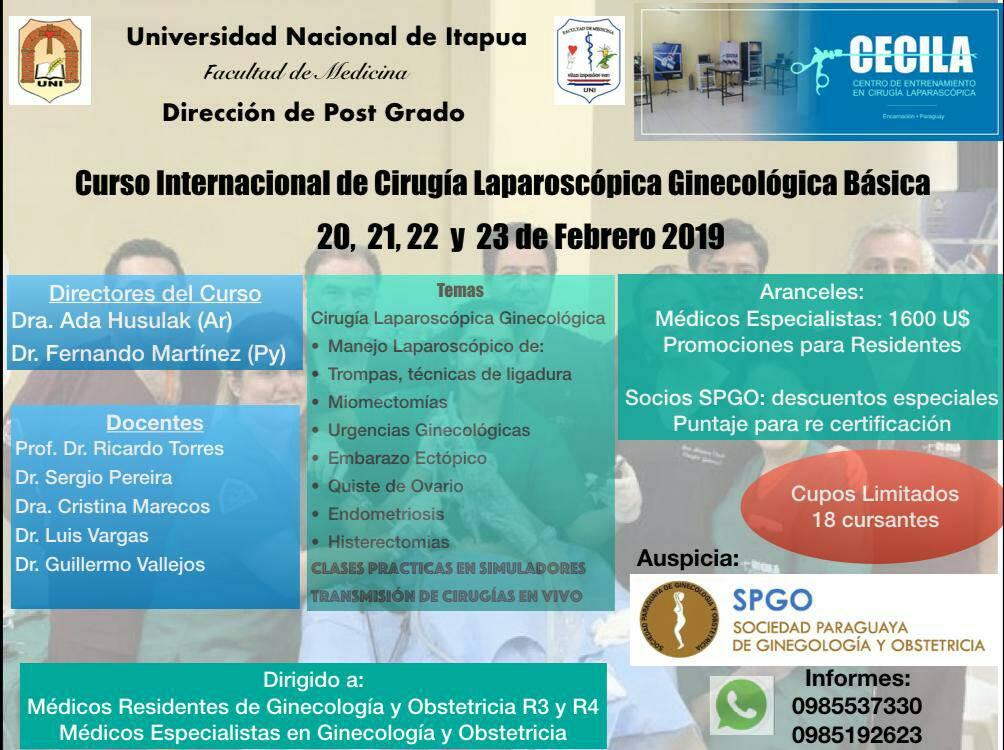 Universidad Nacional de Itapua
Facultad de Medicina
Dirección de Post Grado
UNI
FACULTAD DE MEDICINA
UNI
CECILA
CENTRO DE ENTRENAMIENTO
EN CIRUGÍA LAPARASCÓPICA
Encarnación • Paraguay
Curso Internacional de Cirugía Laparoscópica Ginecológica Básica
20, 21, 22 y 23 de Febrero 2019
Directores del Curso
Dra. Ada Husulak (Ar)
Dr. Fernando Martínez (Py)
Docentes
Prof. Dr. Ricardo Torres
Dr. Sergio Pereira
Dra. Cristina Marecos
Dr. Luis Vargas
Dr. Guillermo Vallejos
Temas
Cirugía Laparoscópica Ginecológica
• Manejo Laparoscópico de:
• Trompas, técnicas de ligadura
• Miomectomías
• Urgencias Ginecológicas
• Embarazo Ectópico
• Quiste de Ovario
• Endometriosis
• Histerectomias
CLASES PRACTICAS EN SIMULADORES
TRANSMISIÓN DE CIRUGÍAS EN VIVO
Aranceles:
Médicos Especialistas: 1600 U$
Promociones para Residentes
Socios SPGO: descuentos especiales
Puntaje para re certificación
Cupos Limitados
18 cursantes
Auspicia:
SOCIEDAD PARAGUAYA DE GINECOLOGIA Y OBSTETRICIA
SPGO
SOCIEDAD PARAGUAYA
DE GINEGOLOGÍA Y OBSTETRICIA
Dirigido a:
Médicos Residentes de Ginecología y Obstetricia R3 y R4
Médicos Especialistas en Ginecología y Obstetricia
Informes:
0985537330
0985192623